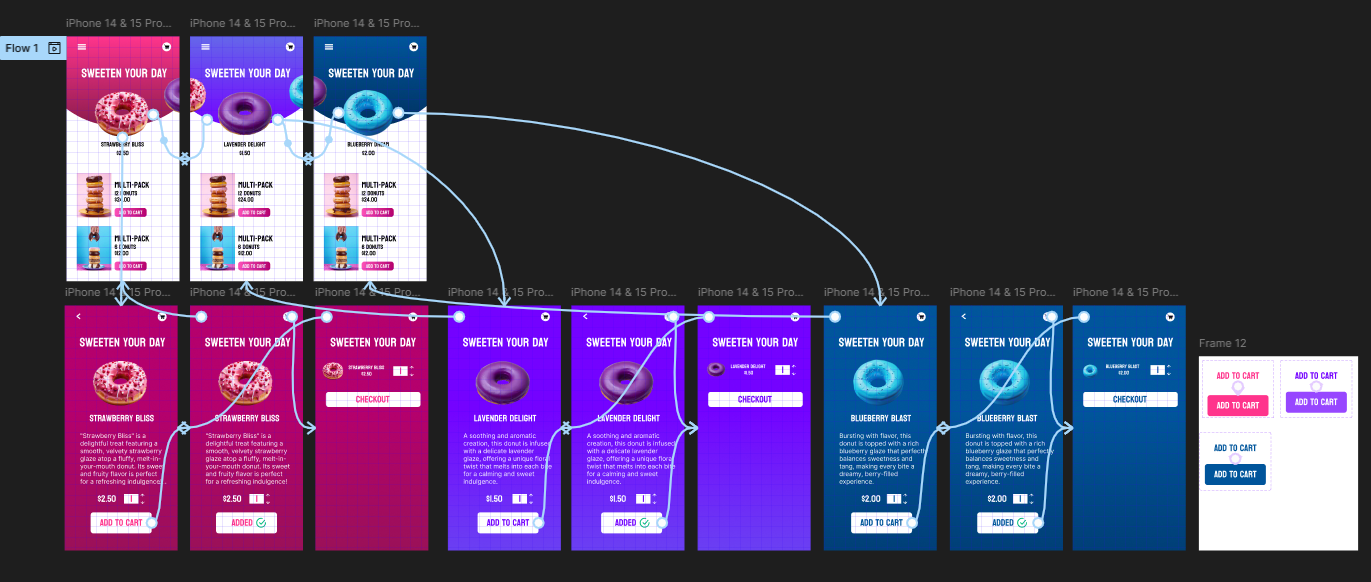 iPhone 14 & 15 Pro...
iPhone 14 & 15 Pro...
iPhone 14 & 15 Pro...
Flow 1
SWEETEN YOUR DAY
STRAWBERRY BLISS
$2.50
MULTI-PACK
12 DONUTS
$24.00
ADD TO CART
MULTI-PACK
6 DONUTS
$12.00
ADD TO CART
SWEETEN YOUR DAY
LAVENDER DELIGHT
$1.50
MULTI-PACK
12 DONUTS
$24.00
ADD TO CART
MULTI-PACK
6 DONUTS
$12.00
ADD TO CART
SWEETEN YOUR DAY
BLUEBERRY
$2.00
MULTI-PACK
12 DONUTS
$24.00
ADD TO CART
MULTI-PACK
6 DONUTS
$12.00
ADD TO CART
iPhone 14 & 15 Pro...
iPhone 14 & 15 Pro...
iPhone 14 & 15 Pro...
iPhone 14 & 15 Pro...
iPhone 14 & 15 Pro...
iPhone 14 & 15 Pro...
iPhone 14 & 15 Pro...
iPhone 14 & 15 Pro...
iPhone 14 & 15 Pro...
SWEETEN YOUR DAY
STRAWBERRY BLISS
"Strawberry Bliss" is a
delightful treat featuring a
smooth, velvety strawberry
glaze atop a fluffy, melt-in-
your-mouth donut. Its sweet
and fruity flavor is perfect
for a refreshing indulgence.
$2.50
1
ADD TO CART
SWEETEN YOUR DAY
STRAWBERRY BLISS
"Strawberry Bliss" is a
delightful treat featuring a
smooth, velvety strawberry
glaze atop a fluffy, melt-in-
your-mouth donut. Its sweet
and fruity flavor is perfect
for a refreshing indulgence!
$2.50
1
ADDED
SWEETEN YOUR DAY
STRAWBERRY BLISS
$2.50
1
CHECKOUT
SWEETEN YOUR DAY
LAVENDER DELIGHT
A soothing and aromatic
creation, this donut is infused
with a delicate lavender
glaze, offering a unique floral
twist that melts into each bite
for a calming and sweet
indulgence.
$1.50
1
ADD TO CART
SWEETEN YOUR DAY
LAVENDER DELIGHT
A soothing and aromatic
creation, this donut is infused
with a delicate lavender
glaze, offering a unique floral
twist that melts into each bite
for a calming and sweet
indulgence.
$1.50
1
ADDED
SWEETEN YOUR DAY
LAVENDER DELIGHT
$1.50
1
CHECKOUT
SWEETEN YOUR DAY
BLUEBERRY BLAST
Bursting with flavor, this
donut is topped with a rich
blueberry glaze that perfectly
balances sweetness and
tang, making every bite a
dreamy, berry-filled
experience.
$2.00
1
ADD TO CART
SWEETEN YOUR DAY
BLUEBERRY BLAST
Bursting with flavor, this
donut is topped with a rich
blueberry glaze that perfectly
balances sweetness and
tang, making every bite a
dreamy, berry-filled
experience.
$2.00
1
ADDED
SWEETEN YOUR DAY
BLUEBERRY BLAST
$2.00
1
CHECKOUT
Frame 12
ADD TO CART
ADD TO CART
ADD TO CART
ADD TO CART
ADD TO CART
ADD TO CART